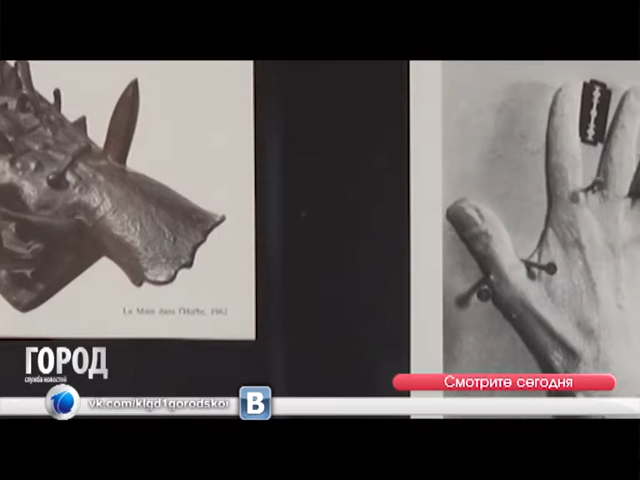 La Main dans l'Herbe, 1962
ГОРОД
служба новостей
Смотрите сегодня
vk.com/klgd1gorodskoi
В